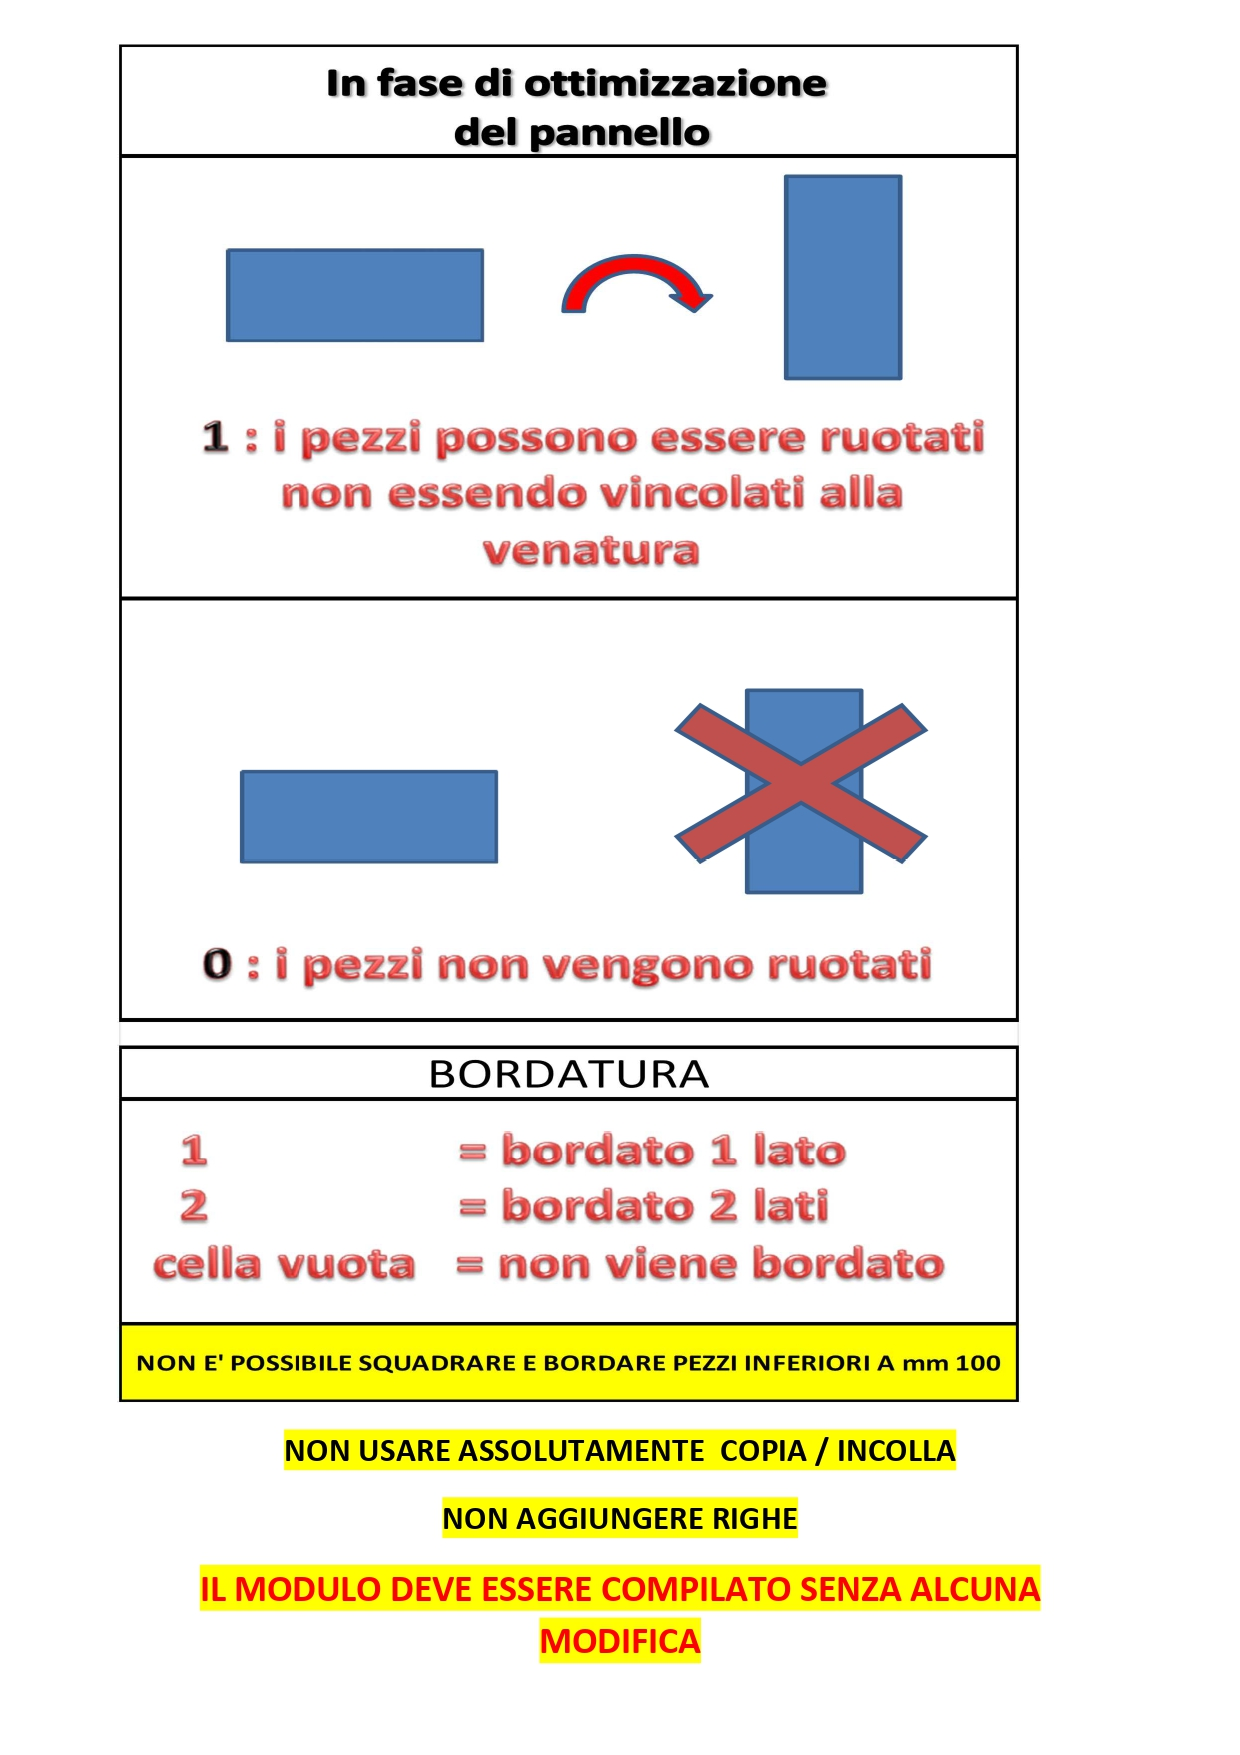 In fase di ottimizzazione
del pannello
1 : i pezzi possono essere ruotati
non essendo vincolati alla
venatura
0 : i pezzi non vengono ruotati
BORDATURA
1 = bordato 1 lato
2 = bordato 2 lati
cella vuota = non viene bordato
NON E' POSSIBILE SQUADRARE E BORDARE PEZZI INFERIORI A mm 100
NON USARE ASSOLUTAMENTE COPIA / INCOLLA
NON AGGIUNGERE RIGHE
IL MODULO DEVE ESSERE COMPILATO SENZA ALCUNA
MODIFICA